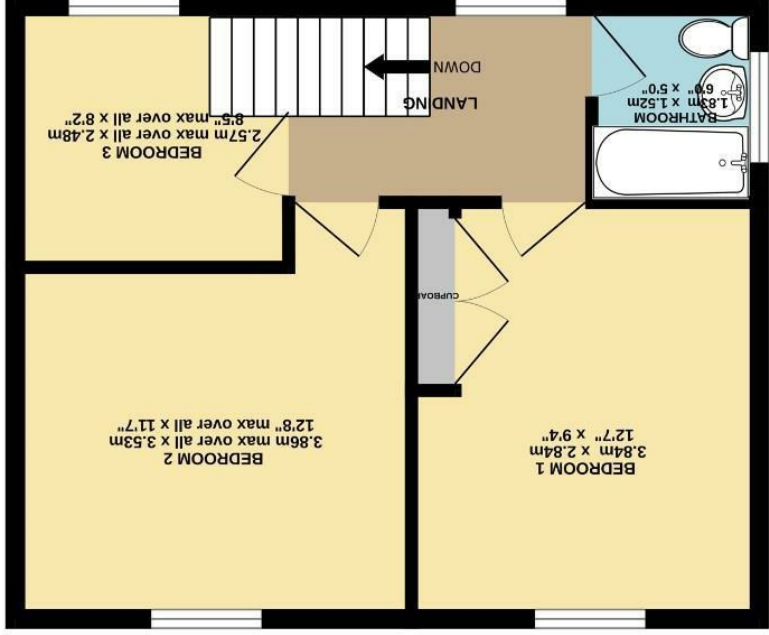 BEDROOM 1
3.84m x 2.84m
12'7" x 9'4"
BEDROOM 2
3.86m max over all x 3.53m
12'8" max over all x 11'7"
CUPBOAR
BATHROOM
1.83m x 1.52m
6'0" x 5'0"
LANDING
DOWN
BEDROOM 3
2.57m max over all x 2.48m
8'5" max over all x 8'2"